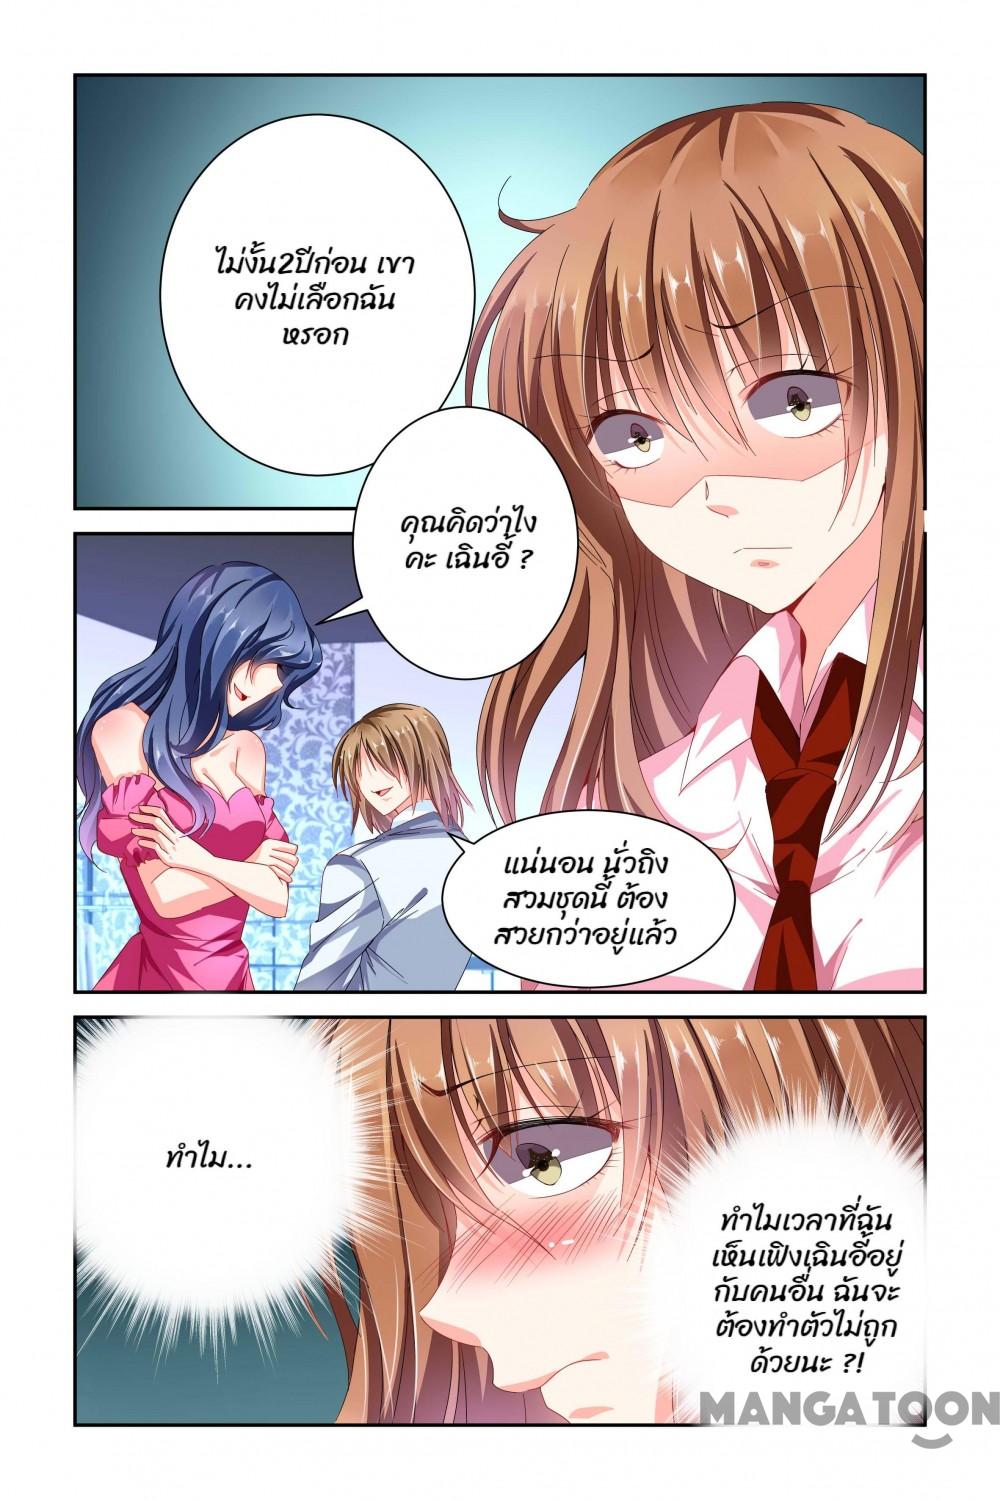 ไม่งั้น2ปีก่อน เขา
คงไม่เลือกฉัน
หรอก
คุณคิดว่าไง
คะ เฉินอี้ ?
แน่นอน นั่วถิง
สวมชุดนี้ ต้อง
สวยกว่าอยู่แล้ว
ทำไม...
ทำไมเวลาที่ฉัน
เห็นเฟิงเฉินอี้อยู่
กับคนอื่น ฉันจะ
ต้องทำตัวไม่ถูก
ด้วยนะ ?!
MANGATOON